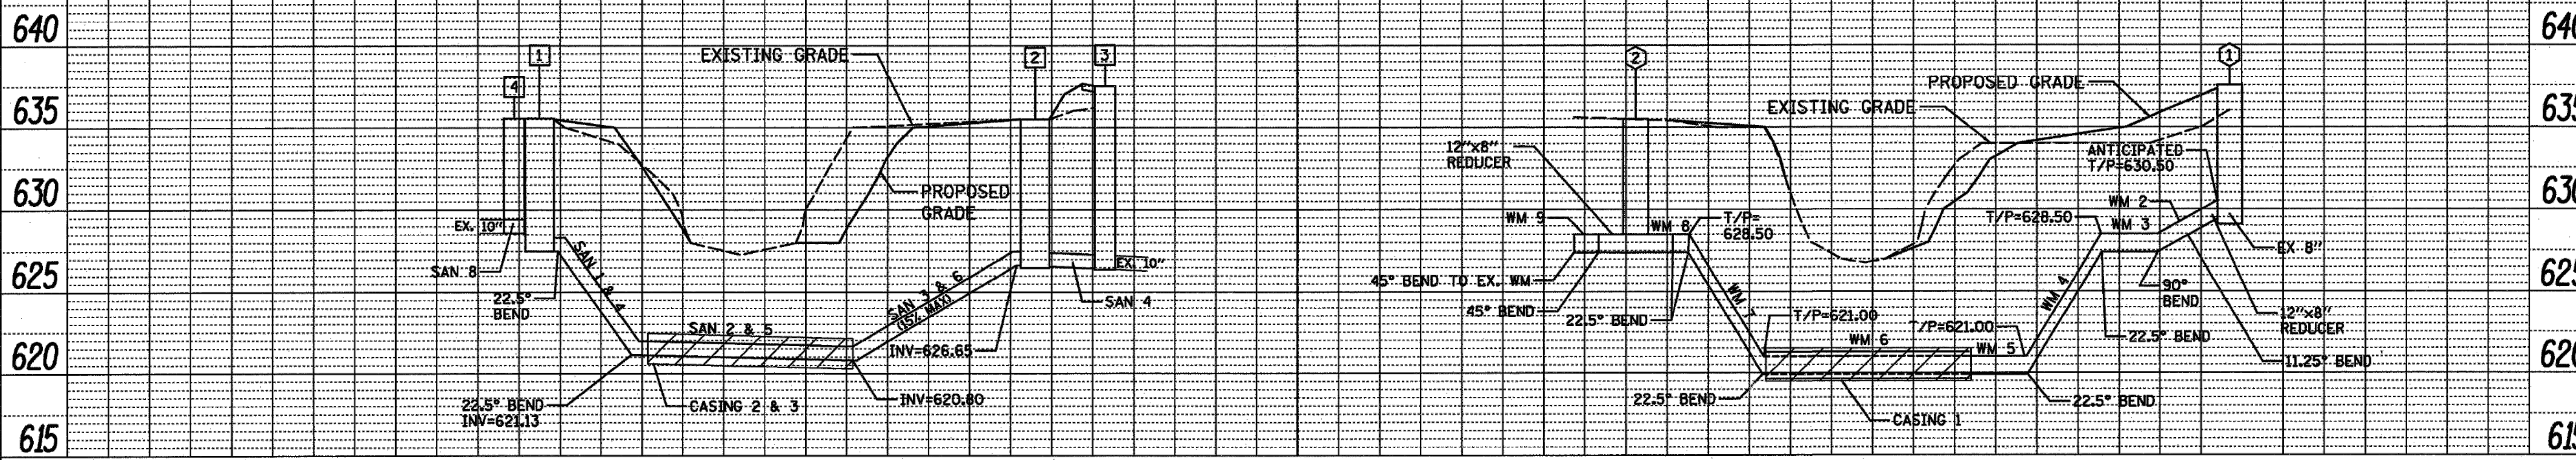 640
635
630
625
620
615
4
1
EXISTING GRADE
2
3
PROPOSED
GRADE
EX. 10"
SAN 8
22.5°
BEND
SAN 1 & 4
SAN 2 & 5
SAN 3 & 6
(15% MAX)
EX. 10"
SAN 4
INV=626.65
INV=620.80
22.5° BEND
INV=621.13
CASING 2 & 3
2
1
PROPOSED GRADE
EXISTING GRADE
12"x8"
REDUCER
ANTICIPATED
T/P=630.50
WM 9
WM 8
T/P=
628.50
T/P=628.50
WM 2
WM 3
EX 8"
45° BEND TO EX. WM
45° BEND
22.5° BEND
WM 7
T/P=621.00
T/P=621.00
WM 6
WM 5
WM 4
90°
BEND
12"x8"
REDUCER
22.5° BEND
11.25° BEND
22.5° BEND
22.5° BEND
CASING 1